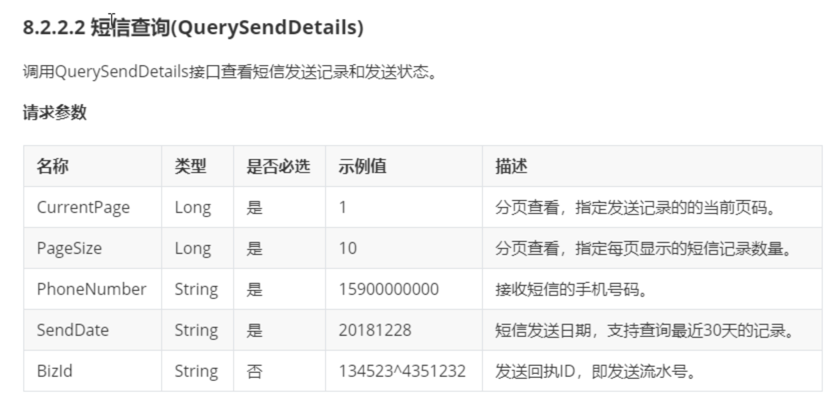 8.2.2.2 短信查询(QuerySendDetails)
调用QuerySendDetails接口查看短信发送记录和发送状态。
请求参数
名称 类型 是否必选 示例值 描述
CurrentPage Long 是 1 分页查看，指定发送记录的的当前页码。
PageSize Long 是 10 分页查看，指定每页显示的短信记录数量。
PhoneNumber String 是 15900000000 接收短信的手机号码。
SendDate String 是 20181228 短信发送日期，支持查询最近30天的记录。
BizId String 否 134523^4351232 发送回执ID，即发送流水号。